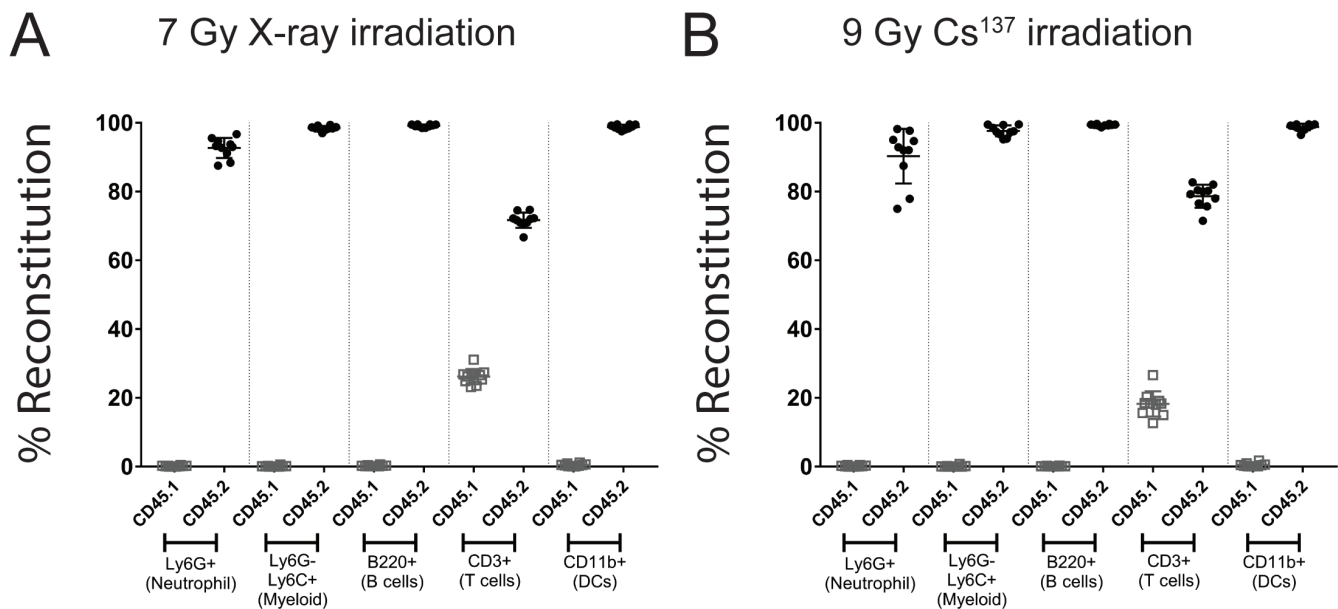 A
7 Gy X-ray irradiation
% Reconstitution
100
80
60
40
20
0
CD45.1
CD45.2
CD45.1
CD45.2
CD45.1
CD45.2
CD45.1
CD45.2
CD45.1
CD45.2
Ly6G+
(Neutrophil)
Ly6G-
Ly6C+
(Myeloid)
B220+
(B cells)
CD3+
(T cells)
CD11b+
(DCs)
B
9 Gy Cs¹³⁷ irradiation
% Reconstitution
100
80
60
40
20
0
CD45.1
CD45.2
CD45.1
CD45.2
CD45.1
CD45.2
CD45.1
CD45.2
CD45.1
CD45.2
Ly6G+
(Neutrophil)
Ly6G-
Ly6C+
(Myeloid)
B220+
(B cells)
CD3+
(T cells)
CD11b+
(DCs)